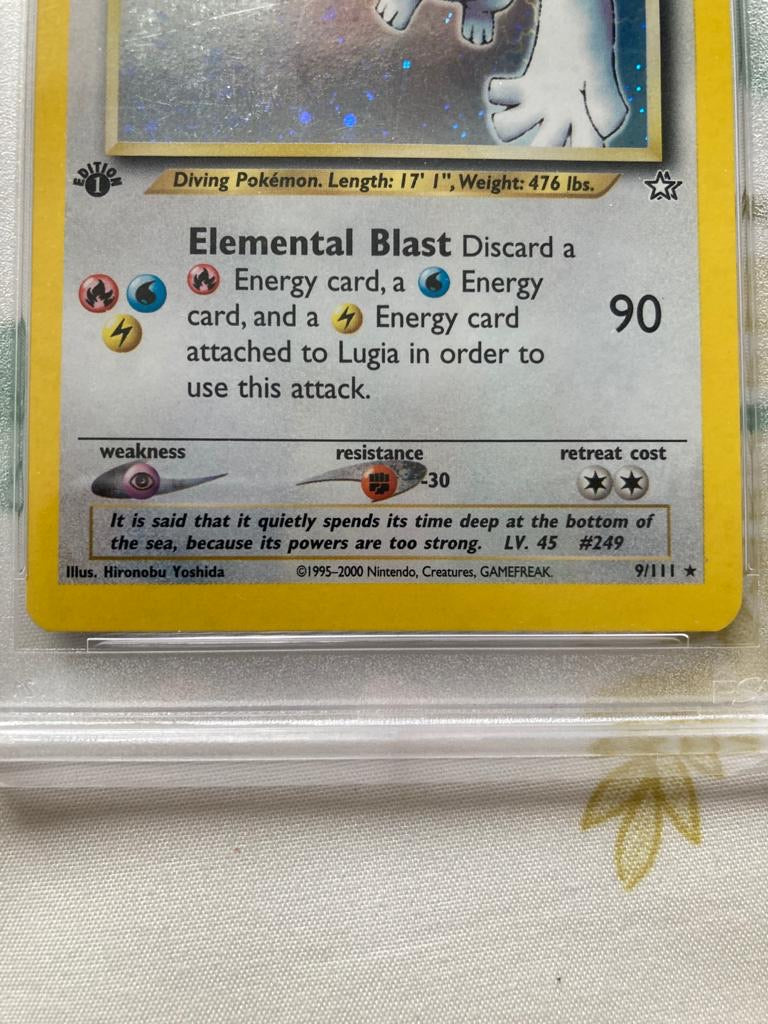 EDITION 1
Diving Pokémon. Length: 17' 1", Weight: 476 lbs.
Elemental Blast Discard a
Energy card, a Energy
card, and a Energy card
attached to Lugia in order to
use this attack.
90
weakness resistance retreat cost
-30
It is said that it quietly spends its time deep at the bottom of
the sea, because its powers are too strong. LV. 45 #249
Illus. Hironobu Yoshida ©1995–2000 Nintendo, Creatures, GAMEFREAK. 9/111 ★